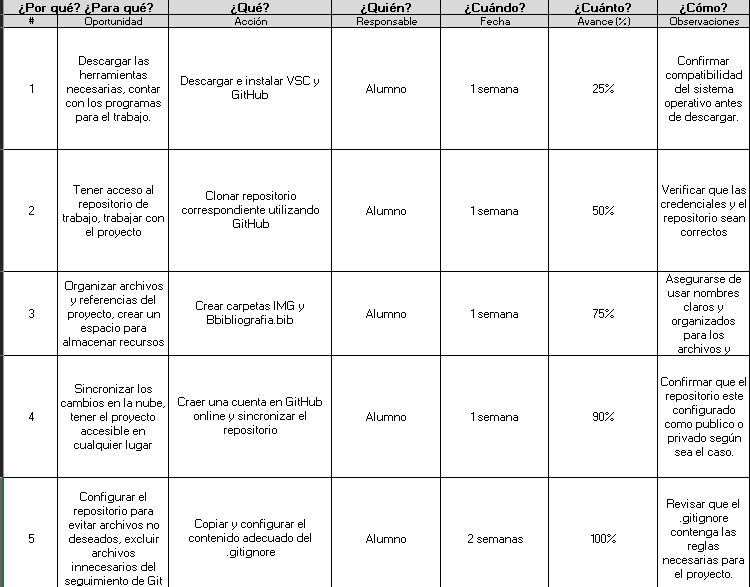 ¿Por qué? ¿Para qué? ¿Qué? ¿Quién? ¿Cuándo? ¿Cuánto? ¿Cómo?
# Oportunidad Acción Responsable Fecha Avance (%) Observaciones
Descargar las
herramientas
necesarias, contar
con los programas
para el trabajo.
1
Descargar e instalar VSC y
GitHub
Alumno
1 semana
25%
Confirmar
compatibilidad
del sistema
operativo antes
de descargar.
2
Tener acceso al
repositorio de
trabajo, trabajar con
el proyecto
Clonar repositorio
correspondiente utilizando
GitHub
Alumno
1 semana
50%
Verificar que las
credenciales y el
repositorio sean
correctos
3
Organizar archivos
y referencias del
proyecto, crear un
espacio para
almacenar recursos
Crear carpetas IMG y
Bbibliografia.bib
Alumno
1 semana
75%
Asegurarse de
usar nombres
claros y
organizados
para los
archivos y
4
Sincronizar los
cambios en la nube,
tener el proyecto
accesible en
cualquier lugar
Craer una cuenta en GitHub
online y sincronizar el
repositorio
Alumno
1 semana
90%
Confirmar que el
repositorio este
configurado
como publico o
privado según
sea el caso.
5
Configurar el
repositorio para
evitar archivos no
deseados, excluir
archivos
innecesarios del
seguimiento de Git
Copiar y configurar el
contenido adecuado del
.gitignore
Alumno
2 semanas
100%
Revisar que el
.gitignore
contenga las
reglas
necesarias para
el proyecto.